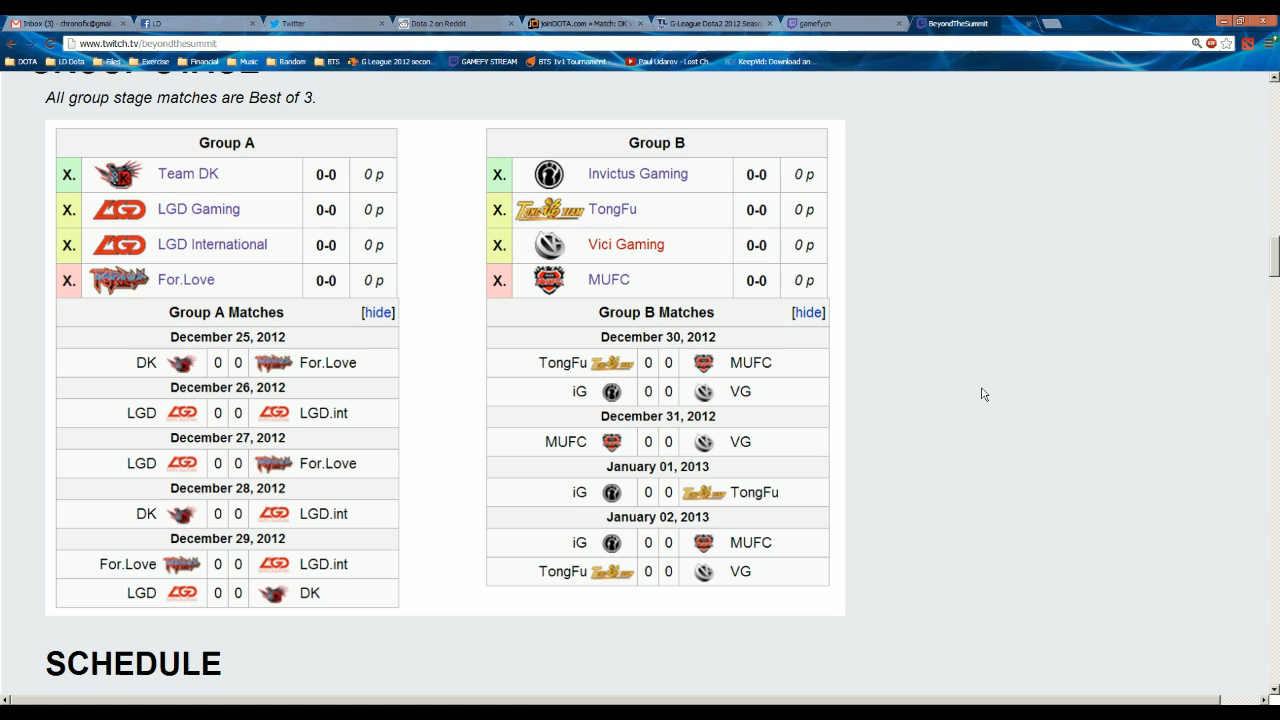 Inbox (3) - chronofx@gmail
LD
Twitter
Dota 2 on Reddit
joinDOTA.com » Match: DK v
G-League Dota2 2012 Seaso
gamefycn
BeyondTheSummit
www.twitch.tv/beyondthesummit
DOTA
LD Dota
Files
Exercise
Financial
Music
Random
BTS
G League 2012 secon...
GAMEFY STREAM
BTS 1v1 Tournament
Paul Udarov - Lost Ch...
KeepVid: Download an...
All group stage matches are Best of 3.
Group A
X. Team DK 0-0 0 p
X. LGD Gaming 0-0 0 p
X. LGD International 0-0 0 p
X. For.Love 0-0 0 p
Group A Matches [hide]
December 25, 2012
DK 0 0 For.Love
December 26, 2012
LGD 0 0 LGD.int
December 27, 2012
LGD 0 0 For.Love
December 28, 2012
DK 0 0 LGD.int
December 29, 2012
For.Love 0 0 LGD.int
LGD 0 0 DK
Group B
X. Invictus Gaming 0-0 0 p
X. TongFu 0-0 0 p
X. Vici Gaming 0-0 0 p
X. MUFC 0-0 0 p
Group B Matches [hide]
December 30, 2012
TongFu 0 0 MUFC
iG 0 0 VG
December 31, 2012
MUFC 0 0 VG
January 01, 2013
iG 0 0 TongFu
January 02, 2013
iG 0 0 MUFC
TongFu 0 0 VG
SCHEDULE